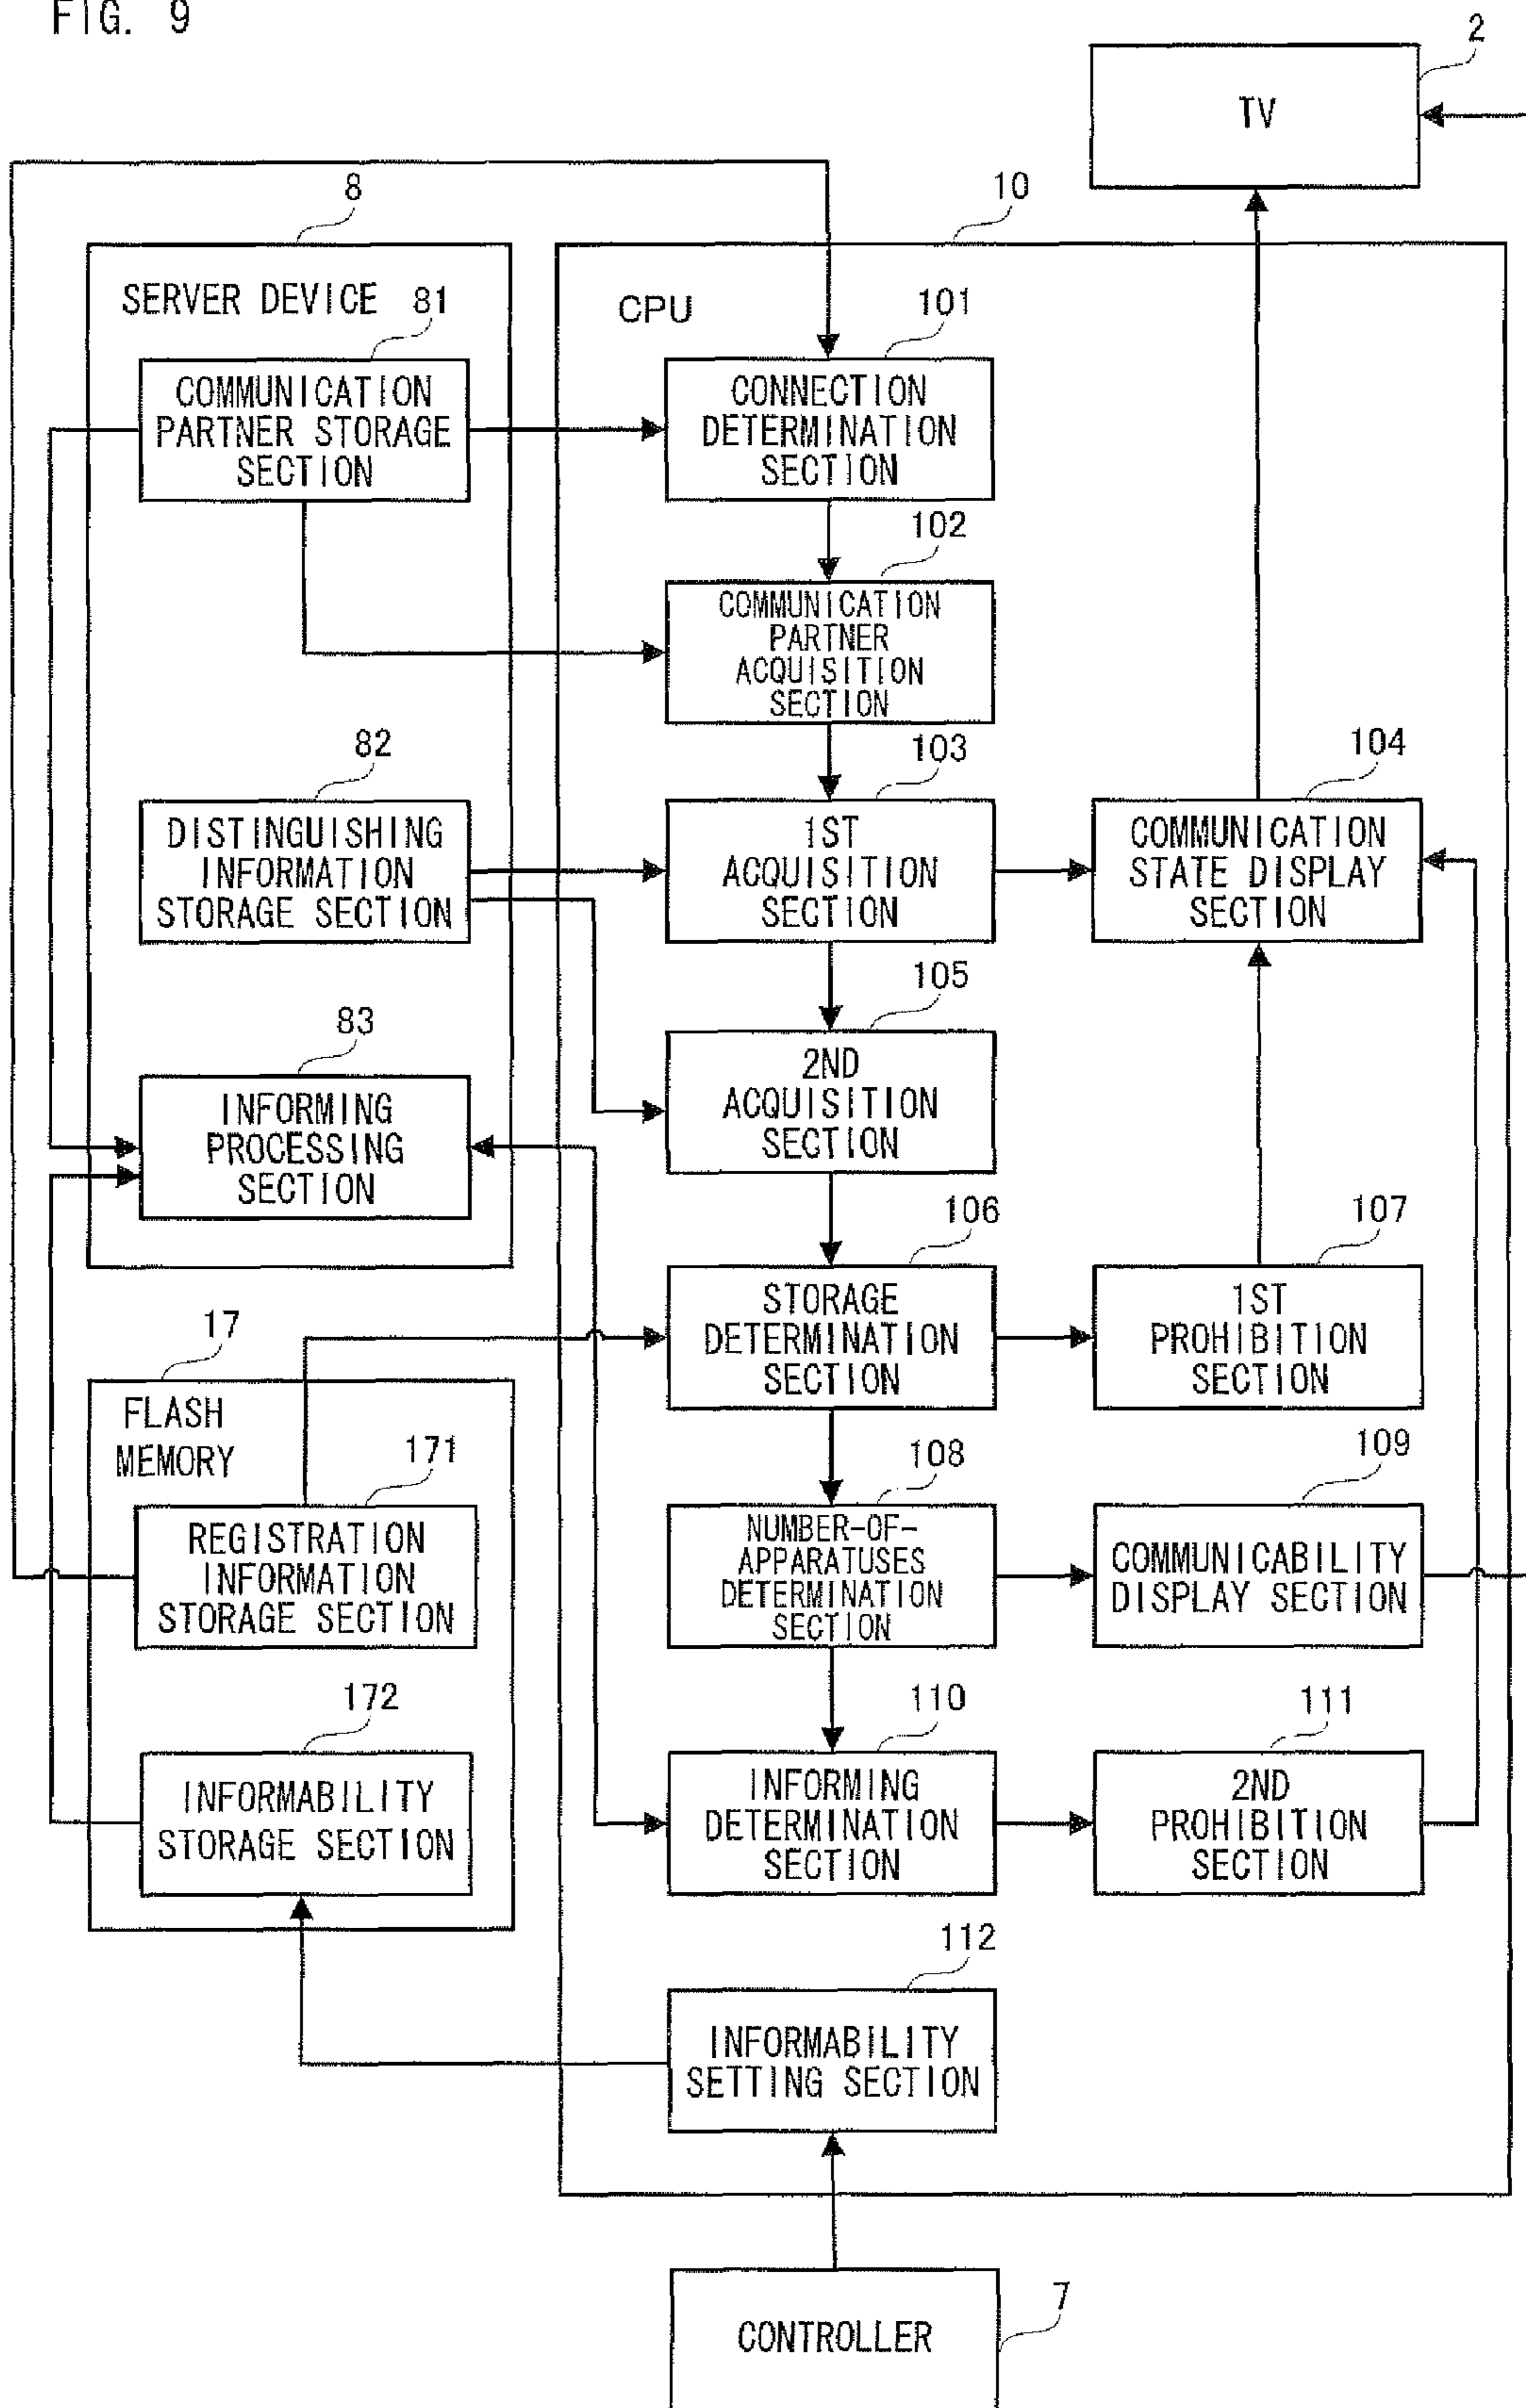 FIG. 9
2
TV
8
10
SERVER DEVICE
81
CPU
101
COMMUNICATION
PARTNER STORAGE
SECTION
CONNECTION
DETERMINATION
SECTION
102
COMMUNICATION
PARTNER
ACQUISITION
SECTION
82
103
104
DISTINGUISHING
INFORMATION
STORAGE SECTION
1ST
ACQUISITION
SECTION
COMMUNICATION
STATE DISPLAY
SECTION
105
83
2ND
ACQUISITION
SECTION
INFORMING
PROCESSING
SECTION
106
107
STORAGE
DETERMINATION
SECTION
1ST
PROHIBITION
SECTION
17
FLASH
MEMORY
171
108
109
REGISTRATION
INFORMATION
STORAGE SECTION
NUMBER-OF-
APPARATUSES
DETERMINATION
SECTION
COMMUNICABILITY
DISPLAY SECTION
172
110
111
INFORMABILITY
STORAGE SECTION
INFORMING
DETERMINATION
SECTION
2ND
PROHIBITION
SECTION
112
INFORMABILITY
SETTING SECTION
7
CONTROLLER